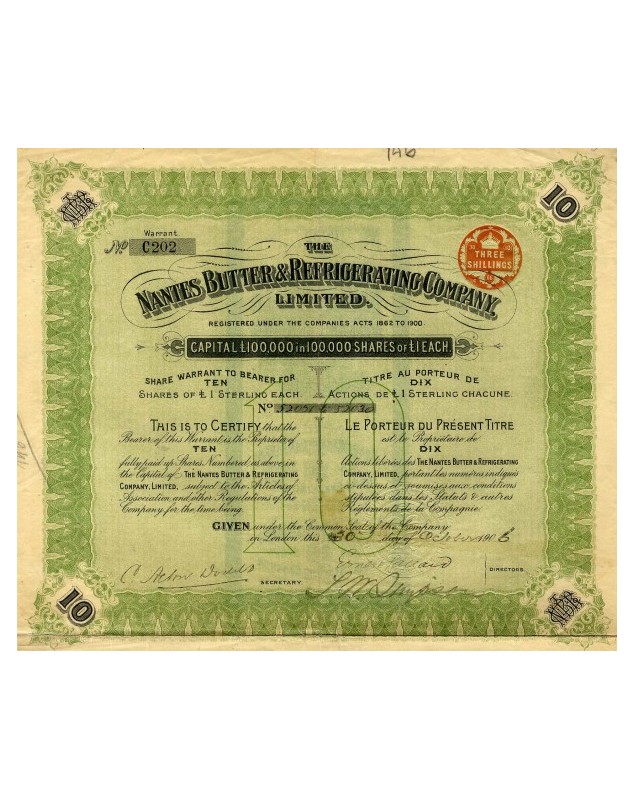 146
10
Warrant
No C202
THE
THREE
SHILLINGS
NANTES BUTTER & REFRIGERATING COMPANY,
LIMITED.
REGISTERED UNDER THE COMPANIES ACTS 1862 TO 1900.
CAPITAL £100,000 in 100,000 SHARES OF £1 EACH.
SHARE WARRANT TO BEARER FOR
TEN
SHARES OF £1 STERLING EACH.
TITRE AU PORTEUR DE
DIX
ACTIONS DE £1 STERLING CHACUNE.
No
THIS IS TO CERTIFY that the
Bearer of this Warrant is the Proprietor of
TEN
fully paid up Shares Numbered as above in
the Capital of THE NANTES BUTTER & REFRIGERATING
COMPANY, LIMITED, subject to the Articles of
Association, and other Regulations of the
Company for the time being.
LE PORTEUR DU PRÉSENT TITRE
est le Propriétaire de
DIX
Actions libérées de THE NANTES BUTTER & REFRIGERATING
COMPANY, LIMITED, portant les numéros indiqués
ci-dessus et soumises aux conditions
stipulées dans les Statuts & autres
Règlements de la Compagnie.
10
GIVEN under the Common Seal of the Company
in London this 30 day of October 1906
SECRETARY
DIRECTORS.
10